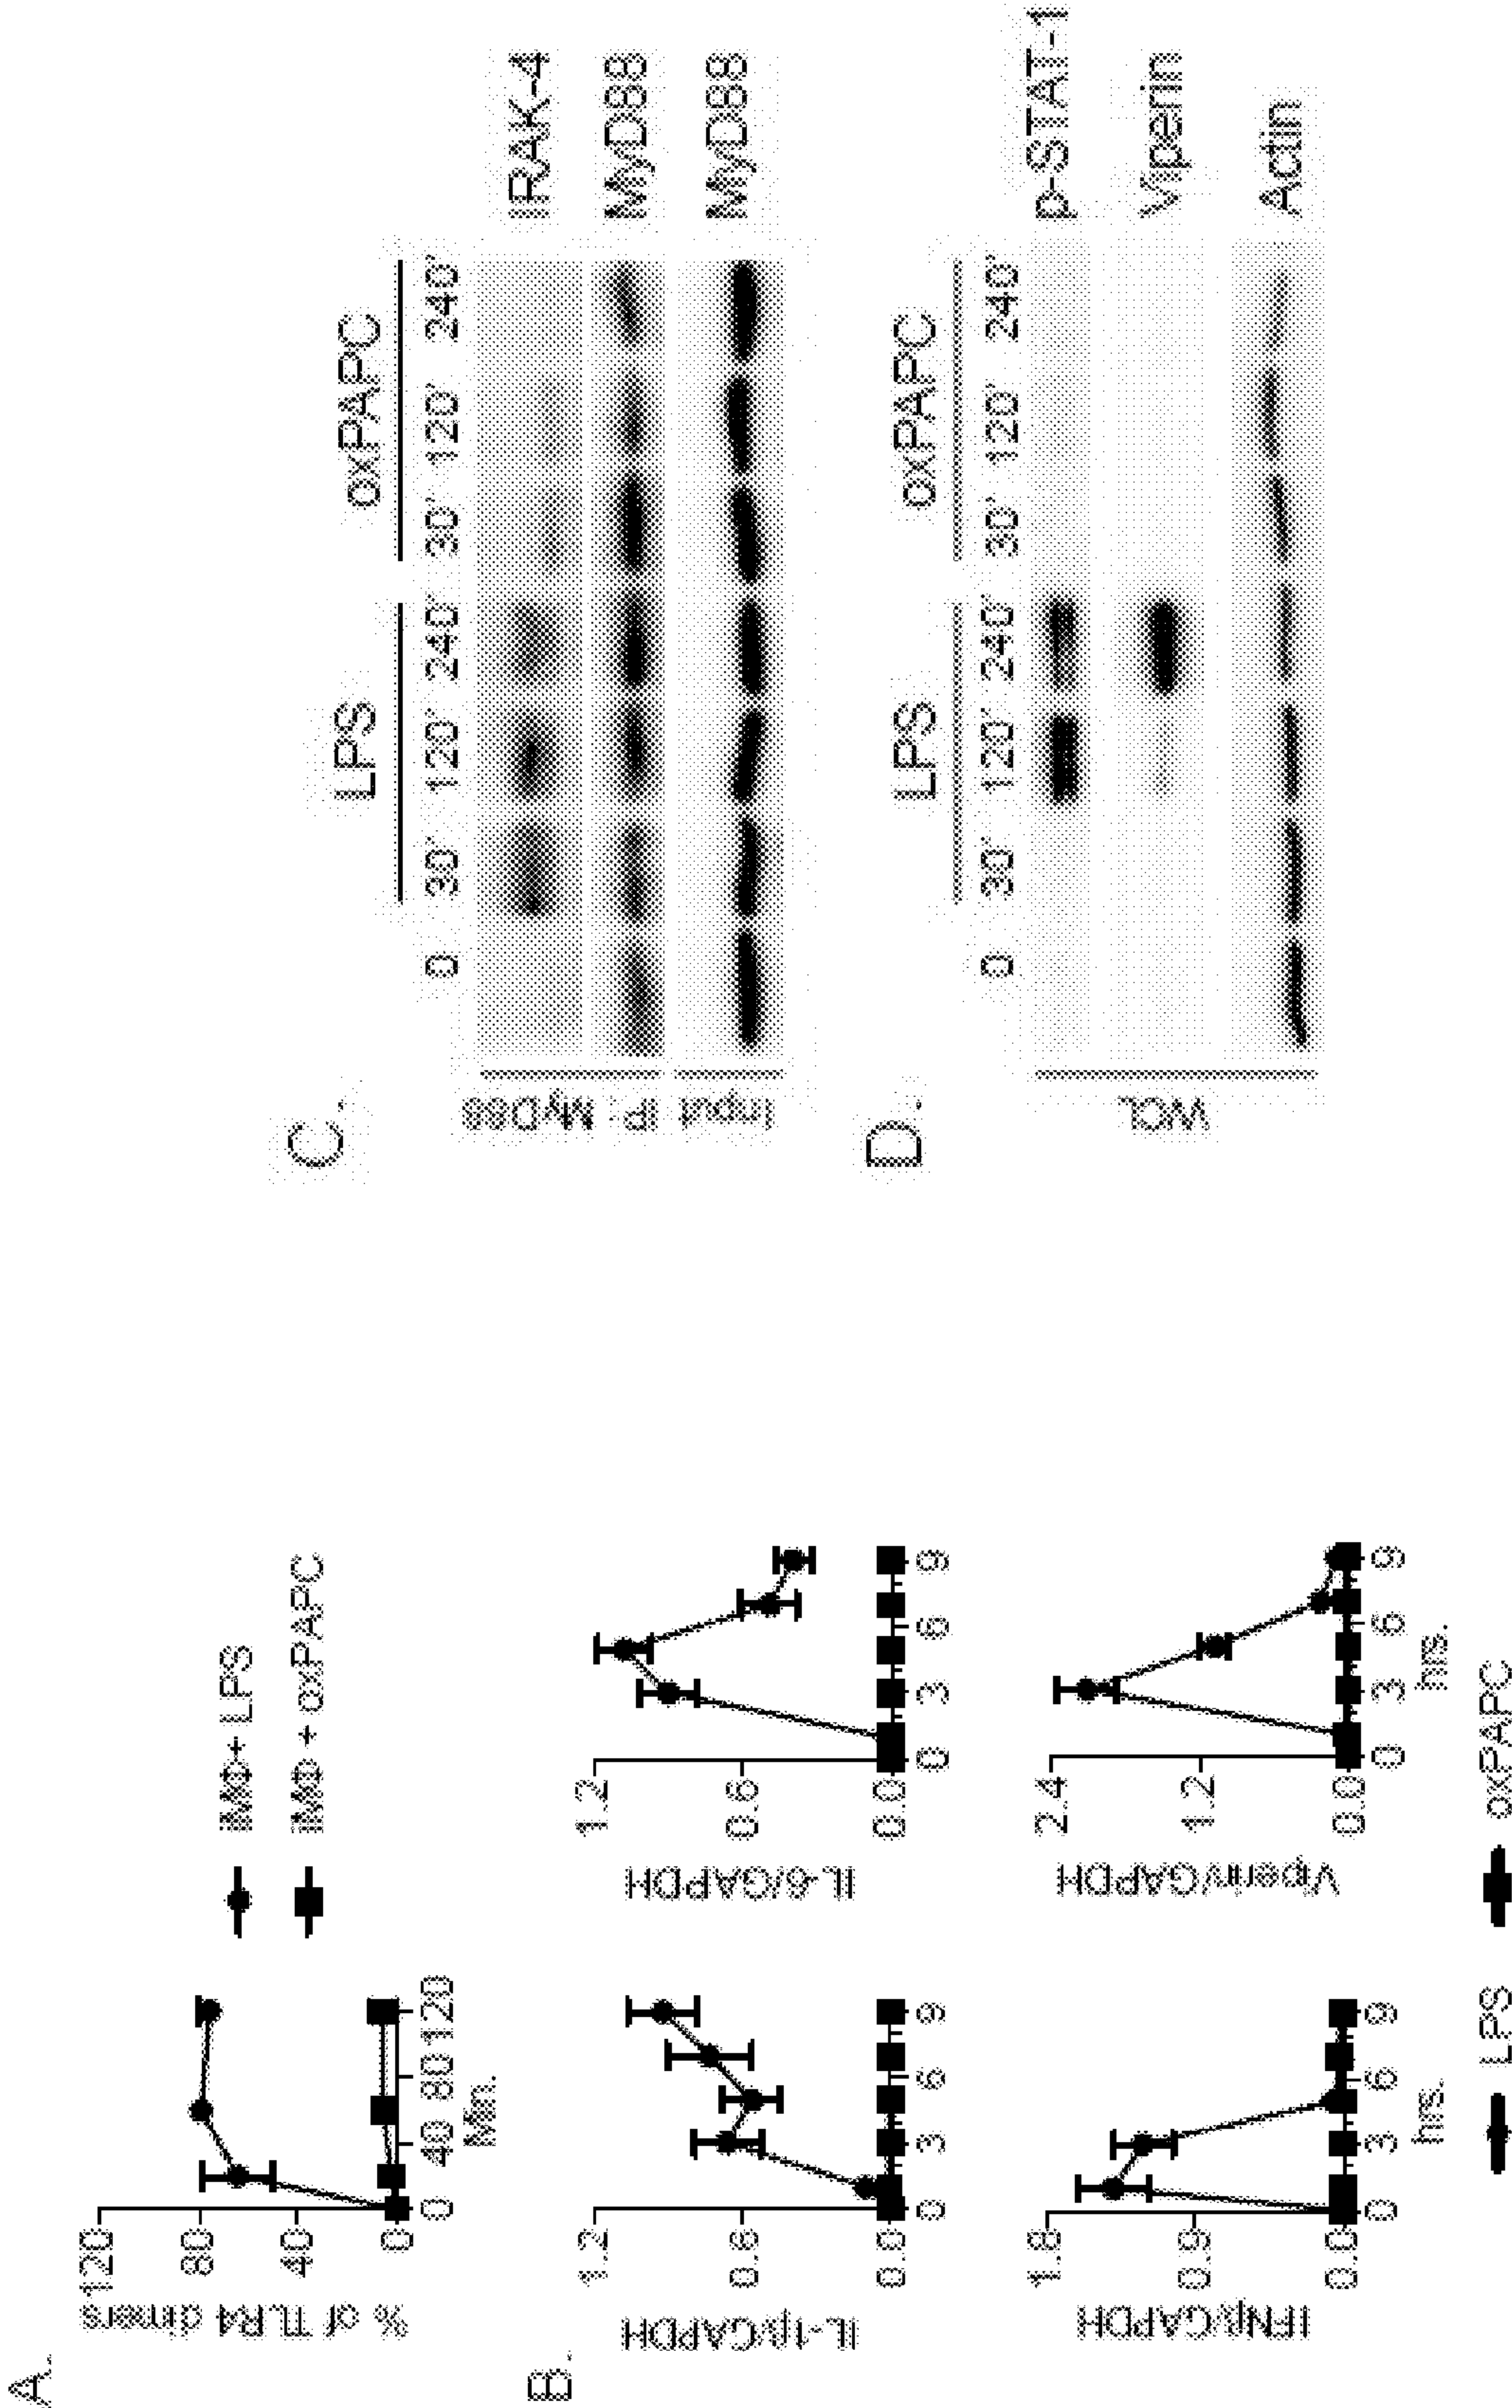 A.
% of TLR4 dimers
120
80
40
0
0 40 80 120
Min.
iMΦ+ LPS
iMΦ + oxPAPC
B.
IL-1β/GAPDH
1.2
0.6
0.0
0 3 6 9
IL-6/GAPDH
1.2
0.6
0.0
0 3 6 9
IFNβ/GAPDH
1.8
0.9
0.0
0 3 6 9
hrs.
Viperin/GAPDH
2.4
1.2
0.0
0 3 6 9
hrs.
LPS oxPAPC
C.
LPS oxPAPC
0 30' 120' 240' 30' 120' 240'
IP: MyD88
IRAK-4
MyD88
Input
MyD88
D.
LPS oxPAPC
0 30' 120' 240' 30' 120' 240'
WCL
p-STAT-1
Viperin
Actin